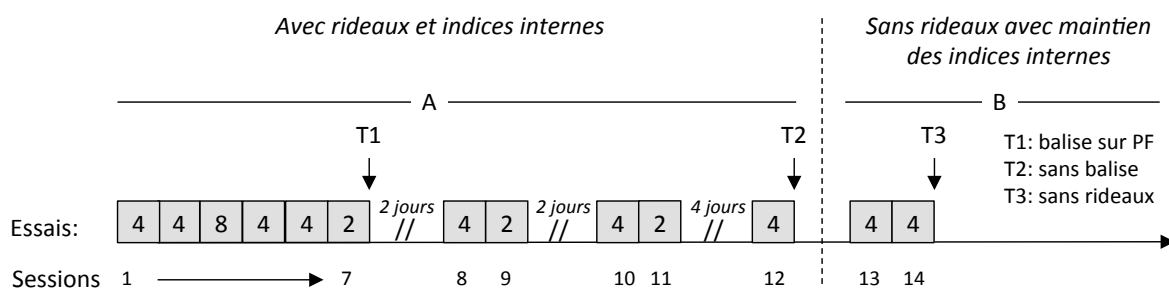 Avec rideaux et indices internes
Sans rideaux avec maintien
des indices internes
A
B
T1
T2
T3
T1: balise sur PF
T2: sans balise
T3: sans rideaux
2 jours
2 jours
4 jours
Essais: 4 4 8 4 4 2 4 2 4 2 4 4 4
Sessions 1 7 8 9 10 11 12 13 14